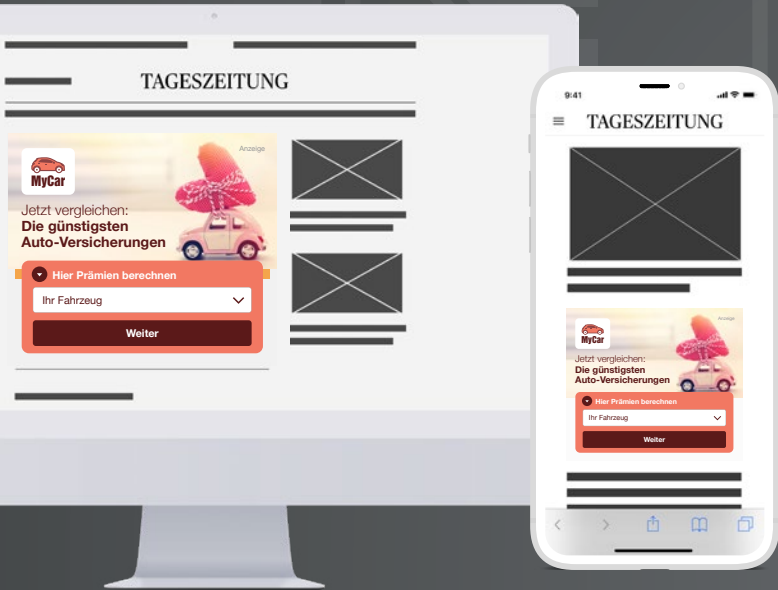 TAGESZEITUNG
Anzeige
MyCar
Jetzt vergleichen:
Die günstigsten
Auto-Versicherungen
Hier Prämien berechnen
Ihr Fahrzeug
Weiter
9:41
TAGESZEITUNG
Anzeige
MyCar
Jetzt vergleichen:
Die günstigsten
Auto-Versicherungen
Hier Prämien berechnen
Ihr Fahrzeug
Weiter